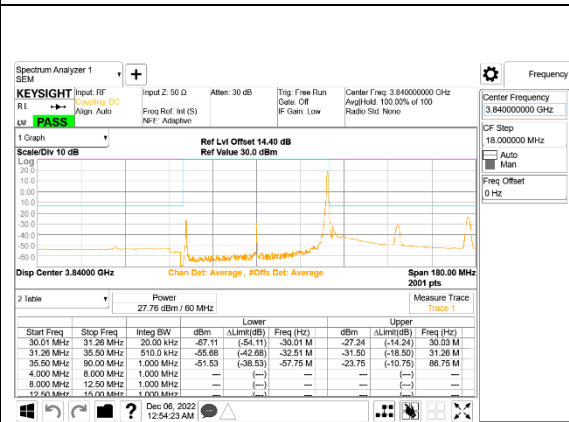 Spectrum Analyzer 1
SEM
Frequency
KEYSIGHT Input: RF Input Z: 50 Ω Atten: 30 dB Trig: Free Run Center Freq: 3.840000000 GHz
RL Coupling: DC Gate: Off Avg|Hold: 100.00% of 100
Align: Auto Freq Ref: Int (S) IF Gain: Low Radio Std: None
PASS NFE: Adaptive
Center Frequency
3.840000000 GHz
CF Step
18.000000 MHz
Auto
Man
Freq Offset
0 Hz
1 Graph
Ref Lvl Offset 14.40 dB
Scale/Div 10 dB Ref Value 30.0 dBm
Log
20.0
10.0
0.00
-10.0
-20.0
-30.0
-40.0
-50.0
-60.0
Disp Center 3.84000 GHz Chan Det: Average , #Offs Det: Average Span 180.00 MHz
2001 pts
2 Table Power Measure Trace
27.76 dBm / 60 MHz Trace 1
Lower Upper
Start Freq Stop Freq Integ BW dBm ΔLimit(dB) Freq (Hz) dBm ΔLimit(dB) Freq (Hz)
30.01 MHz 31.26 MHz 20.00 kHz -67.11 (-54.11) -30.01 M -27.24 (-14.24) 30.03 M
31.26 MHz 35.50 MHz 510.0 kHz -55.68 (-42.68) -32.51 M -31.50 (-18.50) 31.26 M
35.50 MHz 90.00 MHz 1.000 MHz -51.53 (-38.53) -57.75 M -23.75 (-10.75) 86.75 M
4.000 MHz 8.000 MHz 1.000 MHz --- (---) --- --- (---) ---
8.000 MHz 12.50 MHz 1.000 MHz --- (---) --- --- (---) ---
12.50 MHz 15.00 MHz 1.000 MHz --- (---) --- --- (---) ---
? Dec 06, 2022
12:54:23 AM